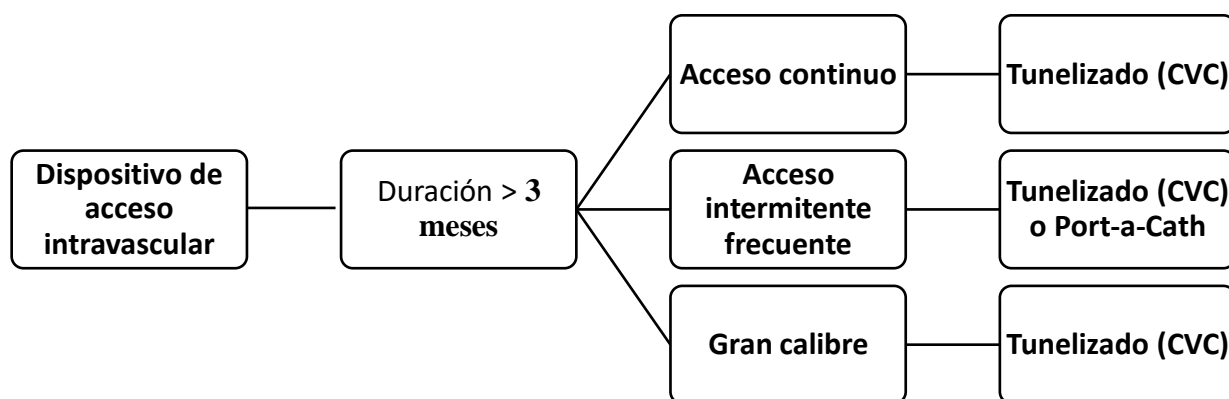 Dispositivo de
acceso
intravascular
Duración > 3
meses
Acceso continuo
Tunelizado (CVC)
Acceso
intermitente
frecuente
Tunelizado (CVC)
o Port-a-Cath
Gran calibre
Tunelizado (CVC)